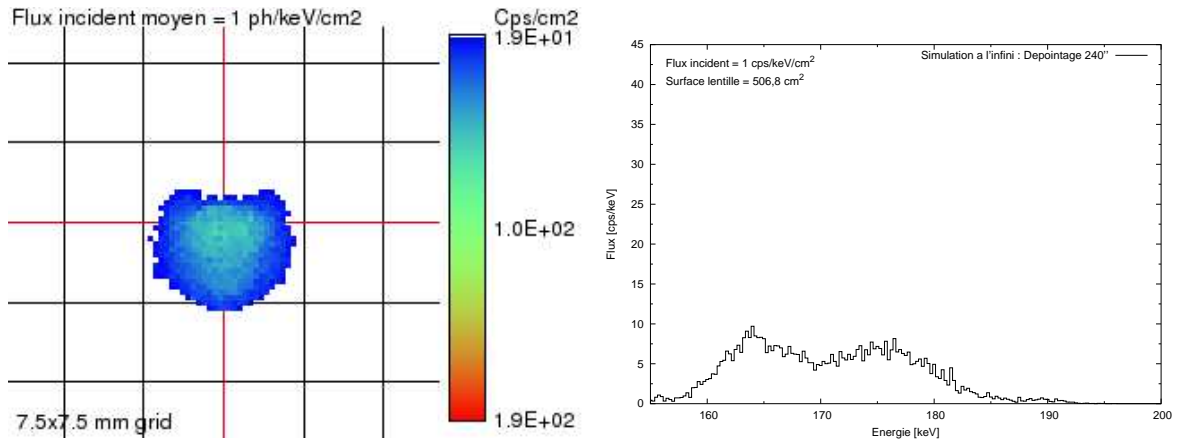 Flux incident moyen = 1 ph/keV/cm2
Cps/cm2
1.9E+01
1.0E+02
1.9E+02
7.5x7.5 mm grid
Simulation a l'infini : Depointage 240''
Flux incident = 1 cps/keV/cm²
Surface lentille = 506,8 cm²
Flux [cps/keV]
45
40
35
30
25
20
15
10
5
0
160
170
180
190
200
Energie [keV]